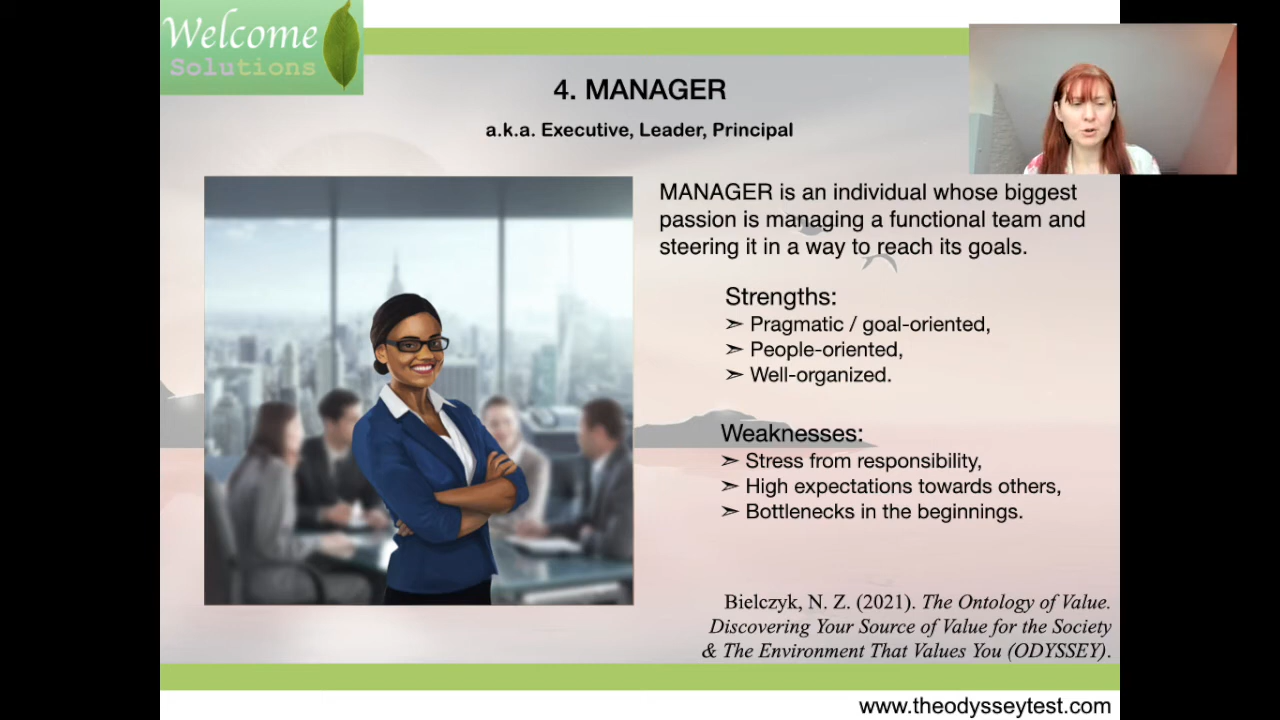 Welcome
Solutions
4. MANAGER
a.k.a. Executive, Leader, Principal
MANAGER is an individual whose biggest
passion is managing a functional team and
steering it in a way to reach its goals.
Strengths:
➣ Pragmatic / goal-oriented,
➣ People-oriented,
➣ Well-organized.
Weaknesses:
➣ Stress from responsibility,
➣ High expectations towards others,
➣ Bottlenecks in the beginnings.
Bielczyk, N. Z. (2021). The Ontology of Value.
Discovering Your Source of Value for the Society
& The Environment That Values You (ODYSSEY).
www.theodysseytest.com